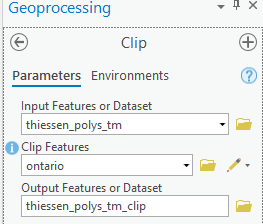 Geoprocessing
Clip
Parameters Environments
Input Features or Dataset
thiessen_polys_tm
Clip Features
ontario
Output Features or Dataset
thiessen_polys_tm_clip